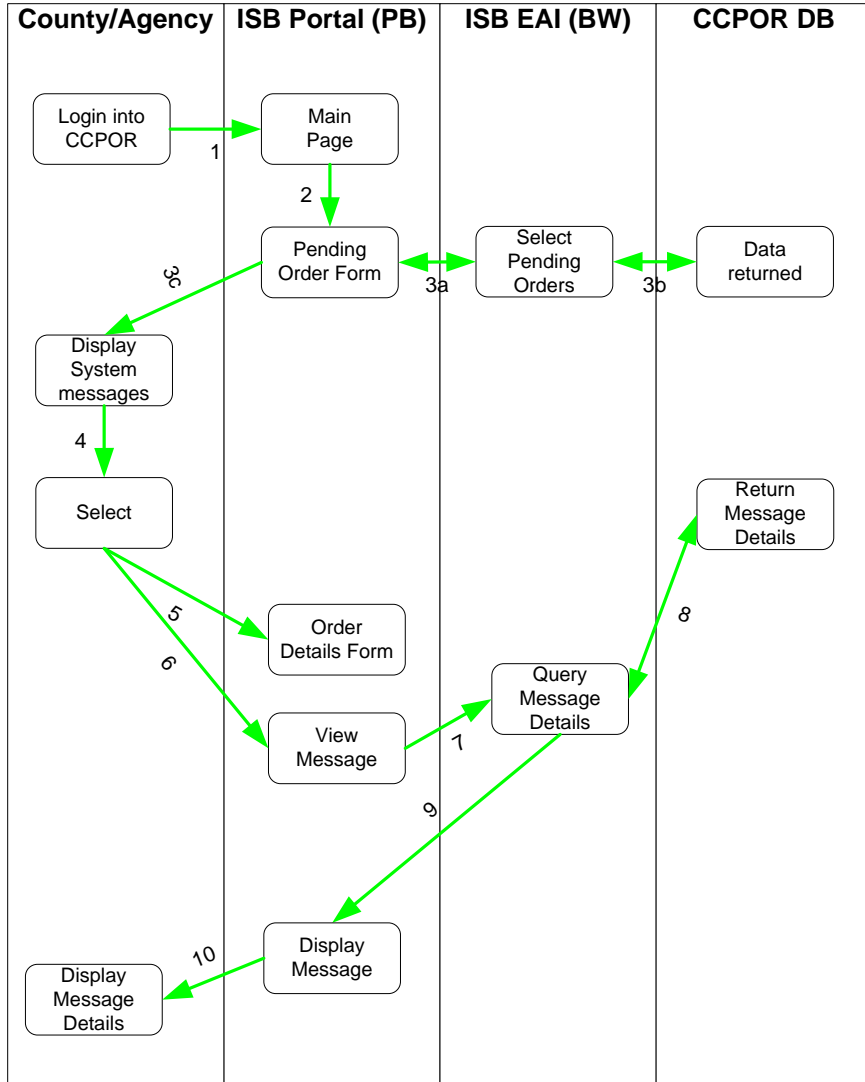 County/Agency
ISB Portal (PB)
ISB EAI (BW)
CCPOR DB
Login into
CCPOR
1
Main
Page
2
Pending
Order Form
3a
Select
Pending
Orders
3b
Data
returned
3c
Display
System
messages
4
Select
Return
Message
Details
5
6
Order
Details Form
8
Query
Message
Details
View
Message
7
9
Display
Message
10
Display
Message
Details